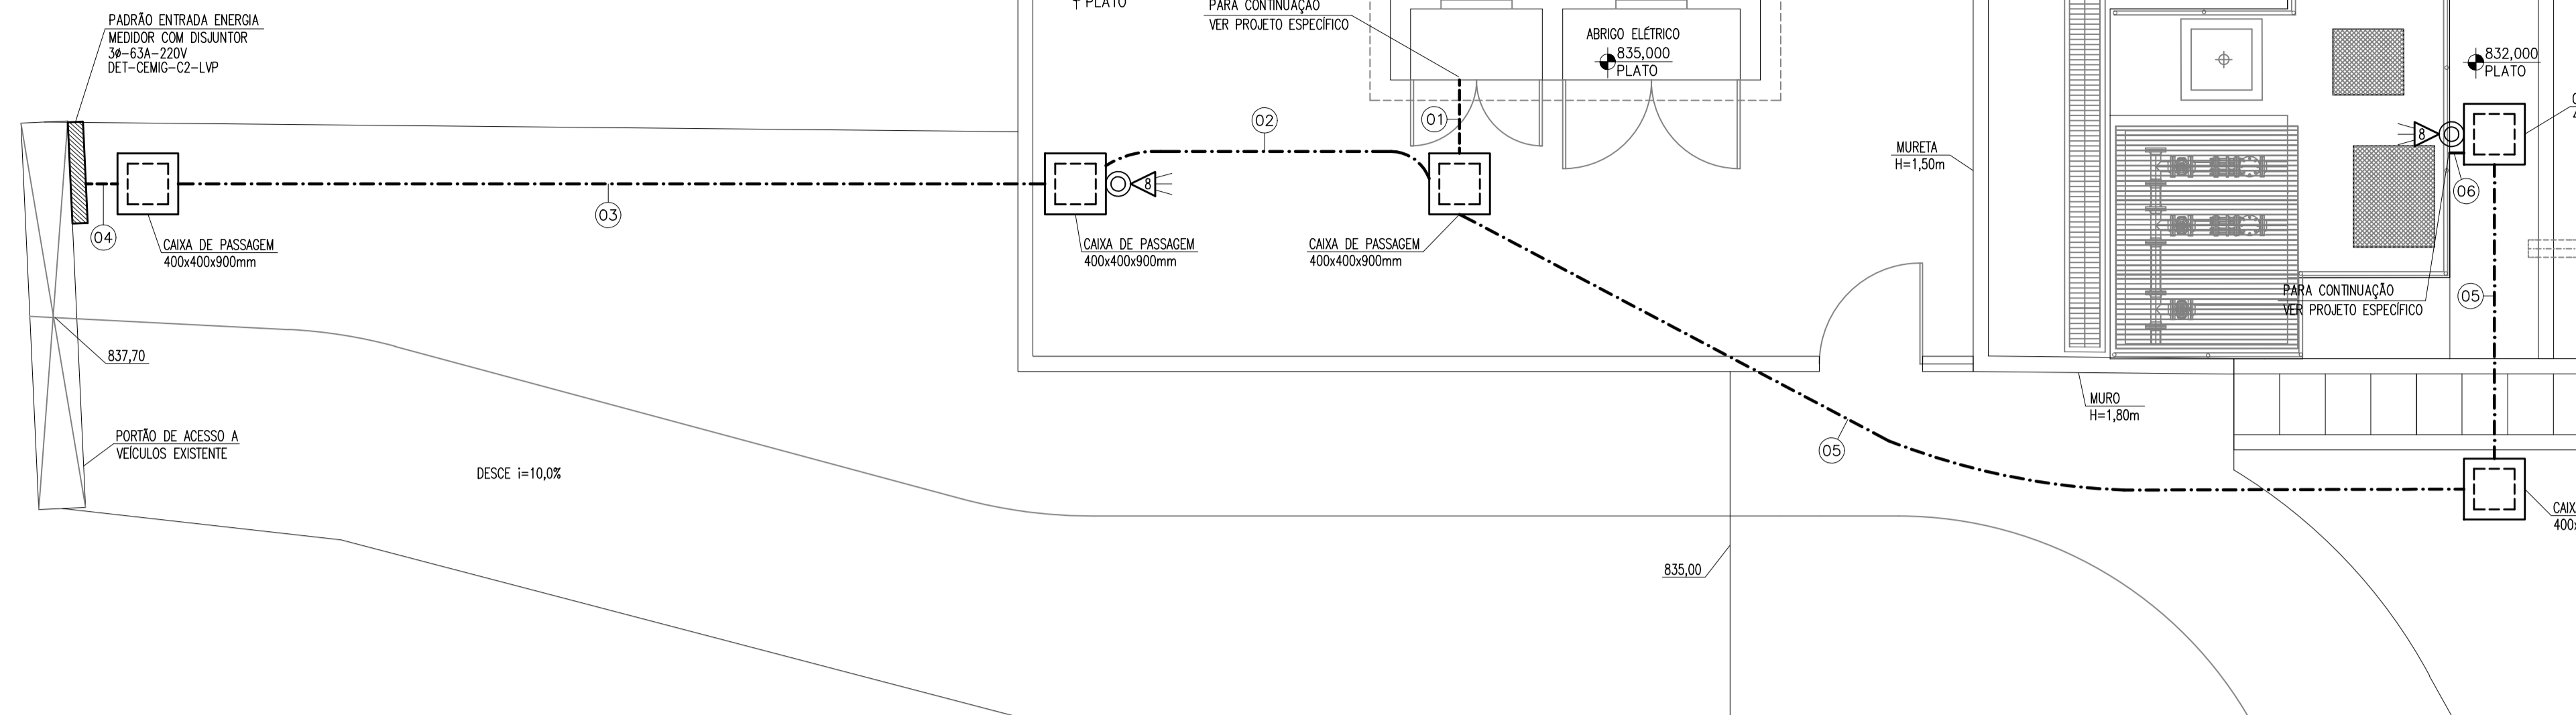 PADRÃO ENTRADA ENERGIA
MEDIDOR COM DISJUNTOR
3ø-63A-220V
DET-CEMIG-C2-LVP
PLATO
PARA CONTINUAÇÃO
VER PROJETO ESPECÍFICO
ABRIGO ELÉTRICO
835,000
PLATO
832,000
PLATO
01
02
03
04
CAIXA DE PASSAGEM
400x400x900mm
8
CAIXA DE PASSAGEM
400x400x900mm
CAIXA DE PASSAGEM
400x400x900mm
MURETA
H=1,50m
8
06
05
PARA CONTINUAÇÃO
VER PROJETO ESPECÍFICO
837,70
PORTÃO DE ACESSO A
VEÍCULOS EXISTENTE
DESCE i=10,0%
MURO
H=1,80m
05
835,00